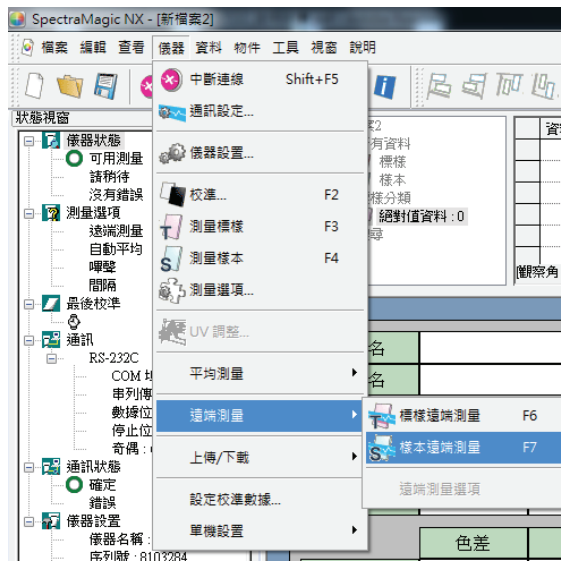 SpectraMagic NX - [新檔案2]
檔案 編輯 查看 儀器 資料 物件 工具 視窗 說明
狀態視窗
儀器狀態
可用測量
請稍待
沒有錯誤
測量選項
遠端測量
自動平均
嗶聲
間隔
最後校準
通訊
RS-232C
COM
串列傳
數據位
停止位
奇偶 :
通訊狀態
確定
錯誤
儀器設置
儀器名稱 :
序列號 : 8103284
中斷連線 Shift+F5
通訊設定...
儀器設置...
校準... F2
測量標樣 F3
測量樣本 F4
測量選項...
UV 調整...
平均測量
遠端測量
上傳/下載
設定校準數據...
單機設置
標樣遠端測量 F6
樣本遠端測量 F7
遠端測量選項
案2
所有資料
標樣
樣本
標樣分類
絕對值資料 : 0
尋
資料
[觀察角
名
名
色差